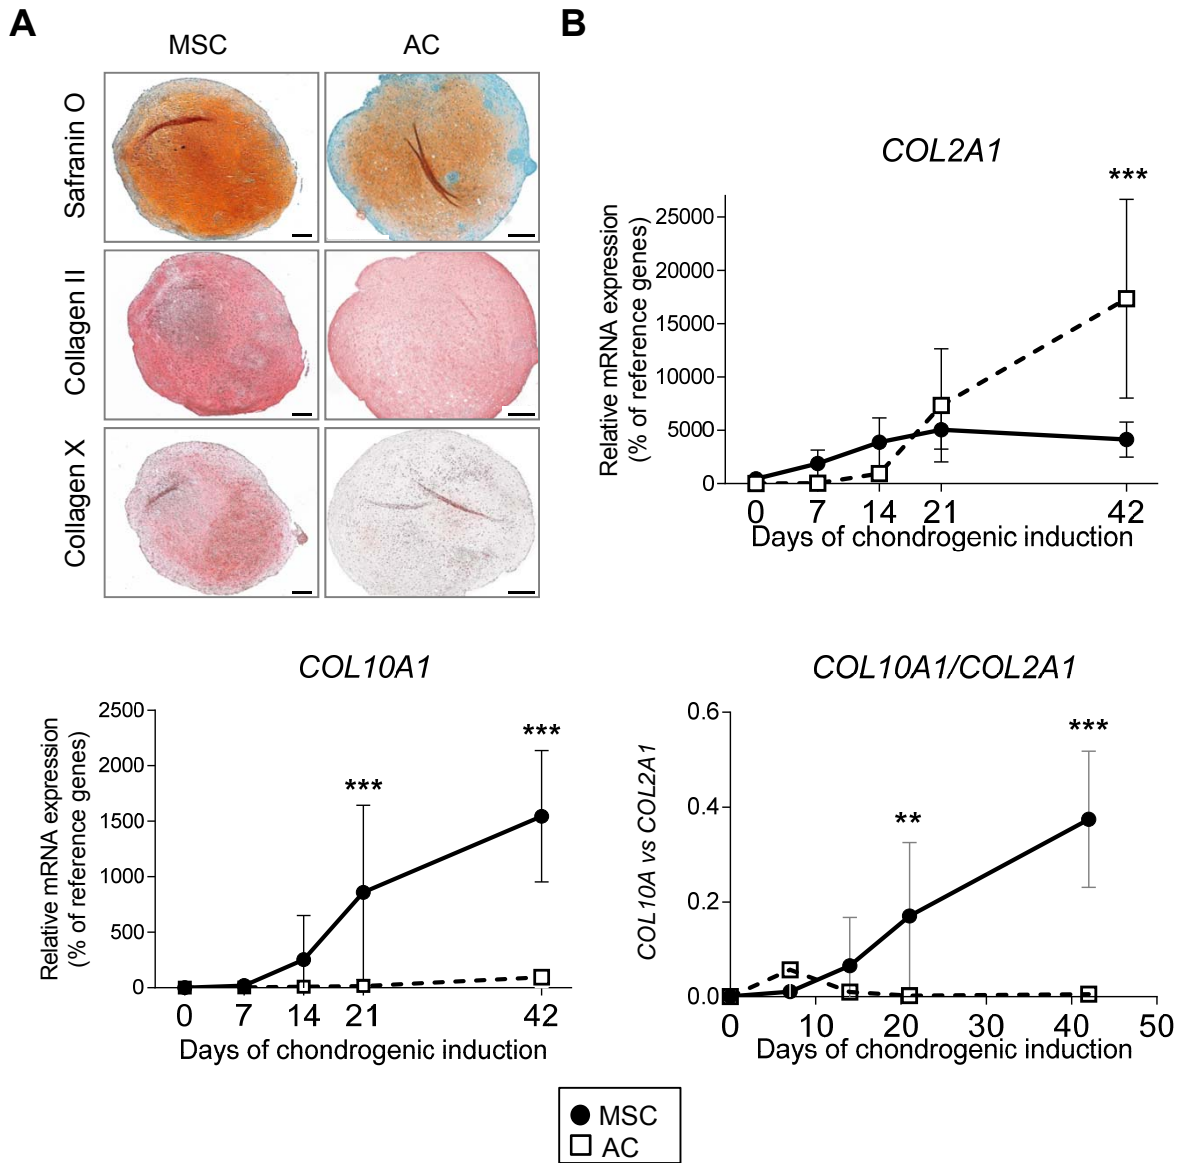 A
B
MSC
AC
Safranin O
Collagen II
Collagen X
COL2A1
***
Relative mRNA expression
(% of reference genes)
25000
20000
15000
10000
5000
0
0 7 14 21 42
Days of chondrogenic induction
COL10A1
***
***
Relative mRNA expression
(% of reference genes)
2500
2000
1500
1000
500
0
0 7 14 21 42
Days of chondrogenic induction
COL10A1/COL2A1
***
**
COL10A vs COL2A1
0.6
0.4
0.2
0.0
0 10 20 30 40 50
Days of chondrogenic induction
MSC
AC